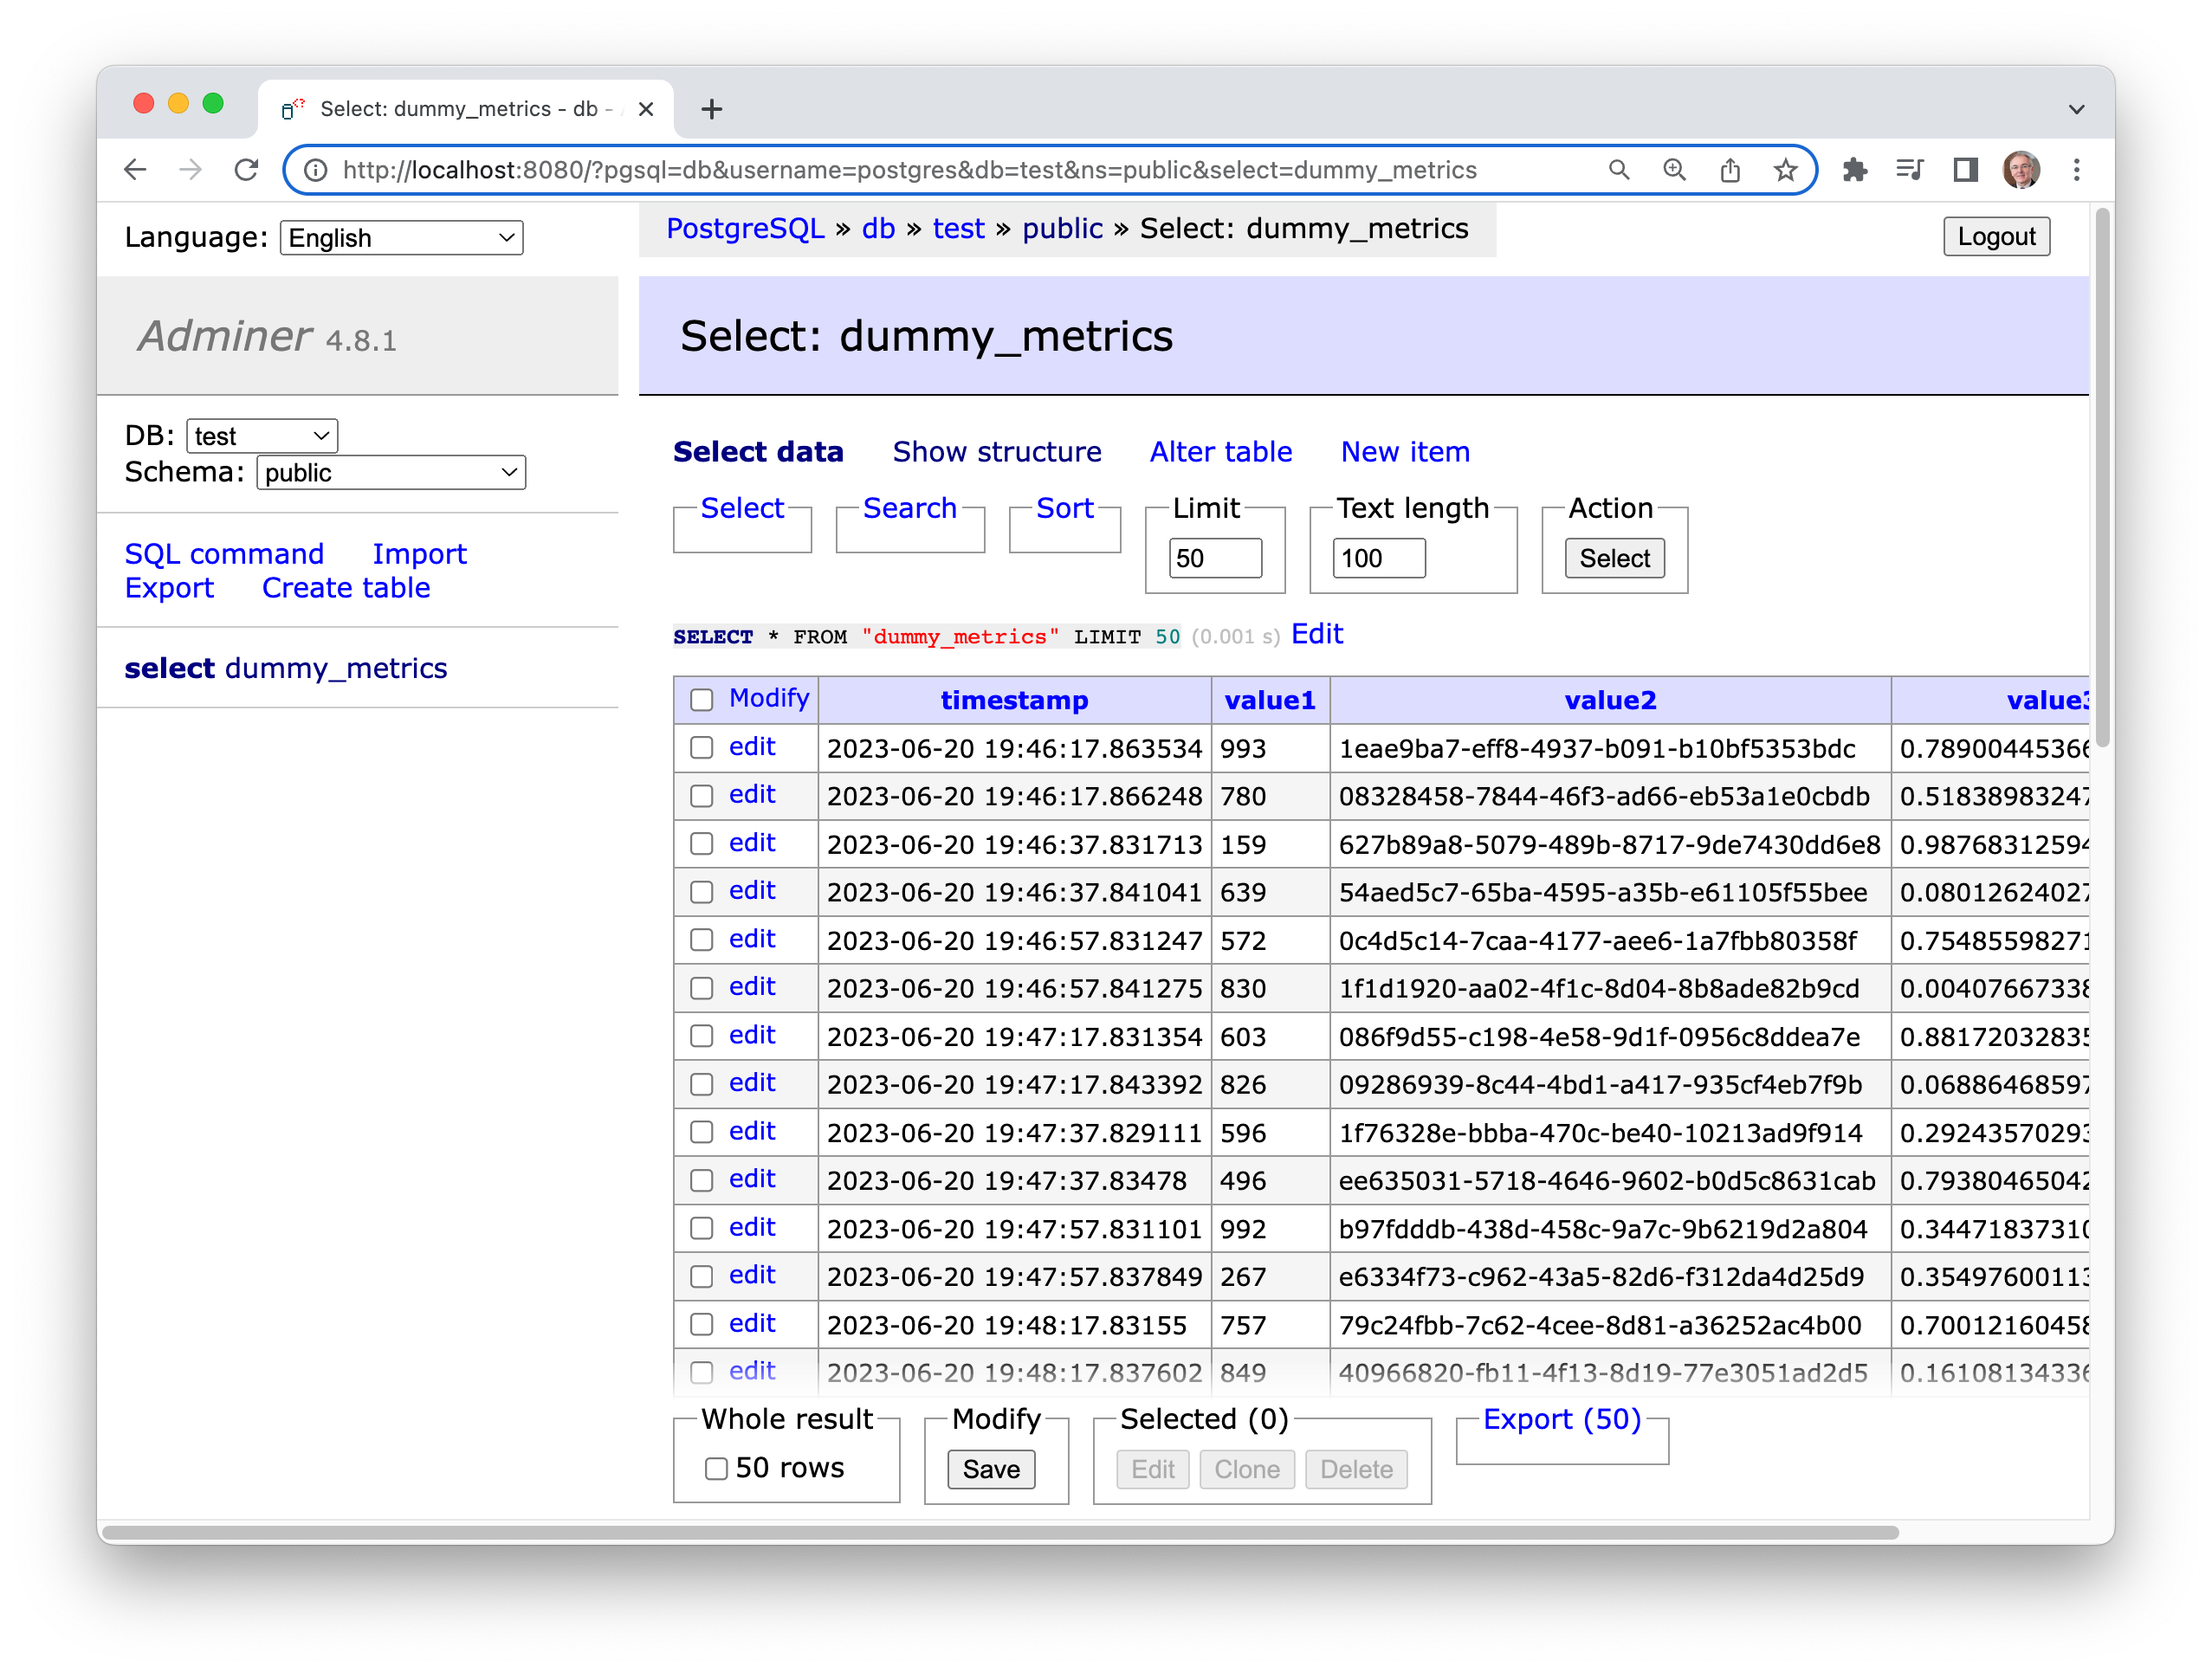 Select: dummy_metrics - db -
http://localhost:8080/?pgsql=db&username=postgres&db=test&ns=public&select=dummy_metrics
Language: English
PostgreSQL » db » test » public » Select: dummy_metrics
Logout
Adminer 4.8.1
Select: dummy_metrics
DB: test
Schema: public
SQL command Import
Export Create table
select dummy_metrics
Select data Show structure Alter table New item
Select Search Sort Limit Text length Action
50 100 Select
SELECT * FROM "dummy_metrics" LIMIT 50 (0.001 s) Edit
Modify timestamp value1 value2 value3
edit 2023-06-20 19:46:17.863534 993 1eae9ba7-eff8-4937-b091-b10bf5353bdc 0.78900445366
edit 2023-06-20 19:46:17.866248 780 08328458-7844-46f3-ad66-eb53a1e0cbdb 0.51838983247
edit 2023-06-20 19:46:37.831713 159 627b89a8-5079-489b-8717-9de7430dd6e8 0.98768312594
edit 2023-06-20 19:46:37.841041 639 54aed5c7-65ba-4595-a35b-e61105f55bee 0.08012624027
edit 2023-06-20 19:46:57.831247 572 0c4d5c14-7caa-4177-aee6-1a7fbb80358f 0.75485598271
edit 2023-06-20 19:46:57.841275 830 1f1d1920-aa02-4f1c-8d04-8b8ade82b9cd 0.00407667338
edit 2023-06-20 19:47:17.831354 603 086f9d55-c198-4e58-9d1f-0956c8ddea7e 0.88172032835
edit 2023-06-20 19:47:17.843392 826 09286939-8c44-4bd1-a417-935cf4eb7f9b 0.06886468597
edit 2023-06-20 19:47:37.829111 596 1f76328e-bbba-470c-be40-10213ad9f914 0.29243570293
edit 2023-06-20 19:47:37.83478 496 ee635031-5718-4646-9602-b0d5c8631cab 0.79380465042
edit 2023-06-20 19:47:57.831101 992 b97fdddb-438d-458c-9a7c-9b6219d2a804 0.34471837310
edit 2023-06-20 19:47:57.837849 267 e6334f73-c962-43a5-82d6-f312da4d25d9 0.35497600113
edit 2023-06-20 19:48:17.83155 757 79c24fbb-7c62-4cee-8d81-a36252ac4b00 0.70012160458
edit 2023-06-20 19:48:17.837602 849 40966820-fb11-4f13-8d19-77e3051ad2d5 0.16108134336
Whole result Modify Selected (0) Export (50)
50 rows Save Edit Clone Delete